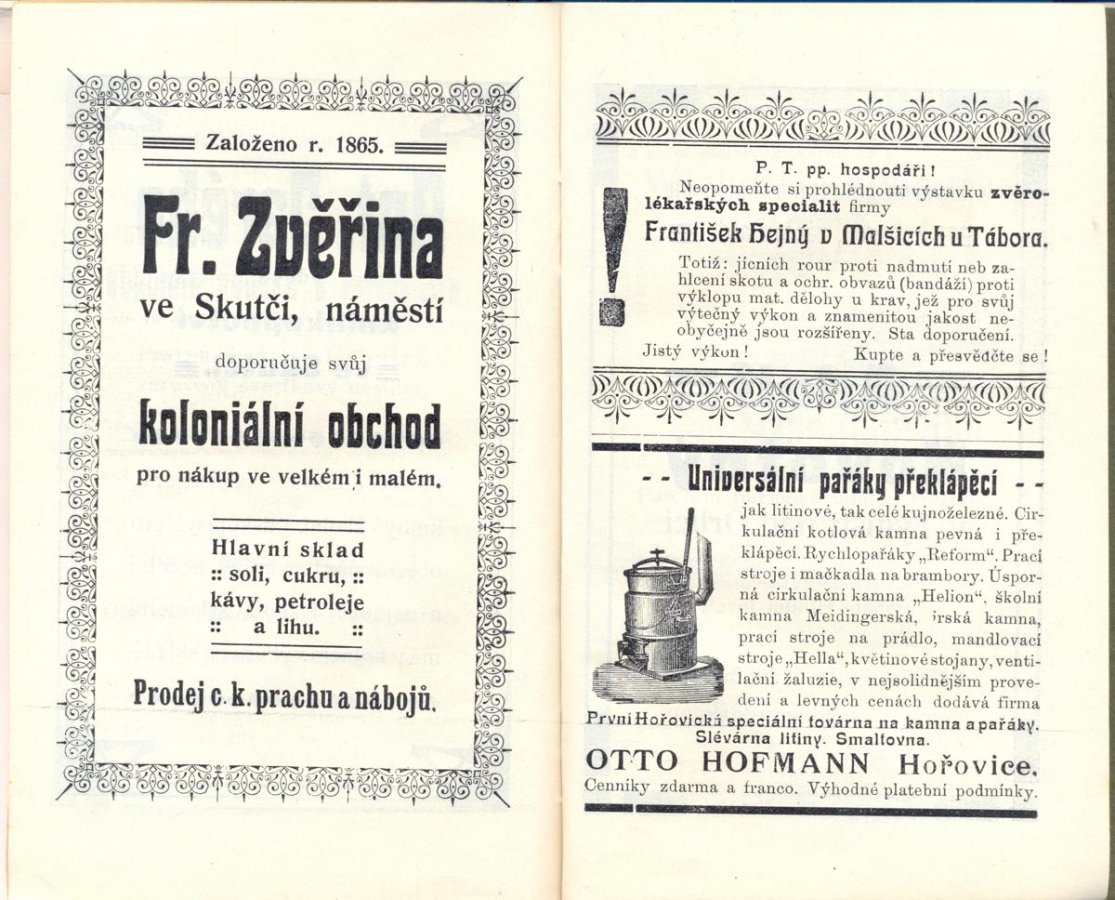 Založeno r. 1865.
Fr. Zvěřina
ve Skutči, náměstí
doporučuje svůj
koloniální obchod
pro nákup ve velkém i malém.
Hlavní sklad
:: soli, cukru, ::
kávy, petroleje
:: a lihu. ::
Prodej c. k. prachu a nábojů.
P. T. pp. hospodáři!
Neopomeňte si prohlédnouti výstavku zvěro-
lékařských specialit firmy
František Hejný v Malšicích u Tábora.
!
Totiž: jícních rour proti nadmutí neb za-
hlcení skotu a ochr. obvazů (bandáží) proti
výklopu mat. dělohy u krav, jež pro svůj
výtečný výkon a znamenitou jakost ne-
obyčejně jsou rozšířeny. Sta doporučení.
Jistý výkon! Kupte a přesvědčte se!
-- Universální pařáky překlápěcí --
jak litinové, tak celé kujnoželezné. Cir-
kulační kotlová kamna pevná i pře-
klápěcí. Rychlopařáky „Reform“. Prací
stroje i mačkadla na brambory. Úspor-
ná cirkulační kamna „Helion“, školní
kamna Meidingerská, irská kamna,
prací stroje na prádlo, mandlovací
stroje „Hella“, květinové stojany, venti-
lační žaluzie, v nejsolidnějším prove-
dení a levných cenách dodává firma
První Hořovická speciální továrna na kamna a pařáky.
Slévárna litiny. Smaltovna.
OTTO HOFMANN Hořovice.
Cenníky zdarma a franco. Výhodné platební podmínky.